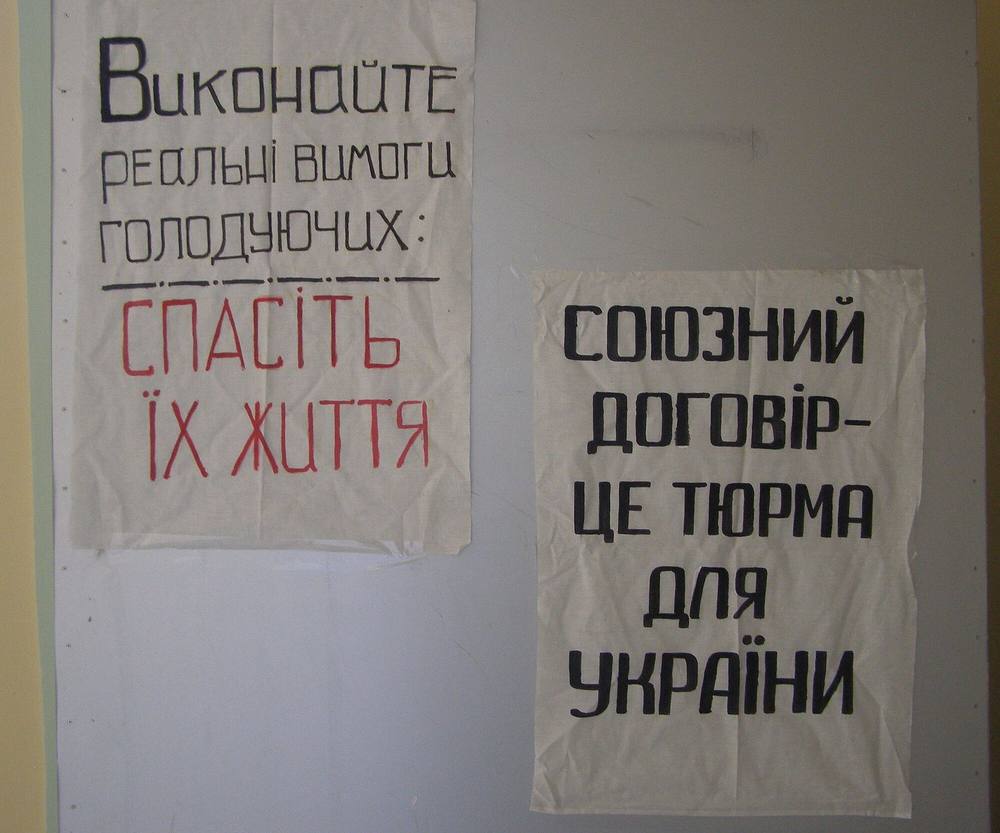 Виконайте
реальні вимоги
голодуючих:
СПАСІТЬ
ЇХ ЖИТТЯ
СОЮЗНИЙ
ДОГОВІР-
ЦЕ ТЮРМА
ДЛЯ
УКРАЇНИ